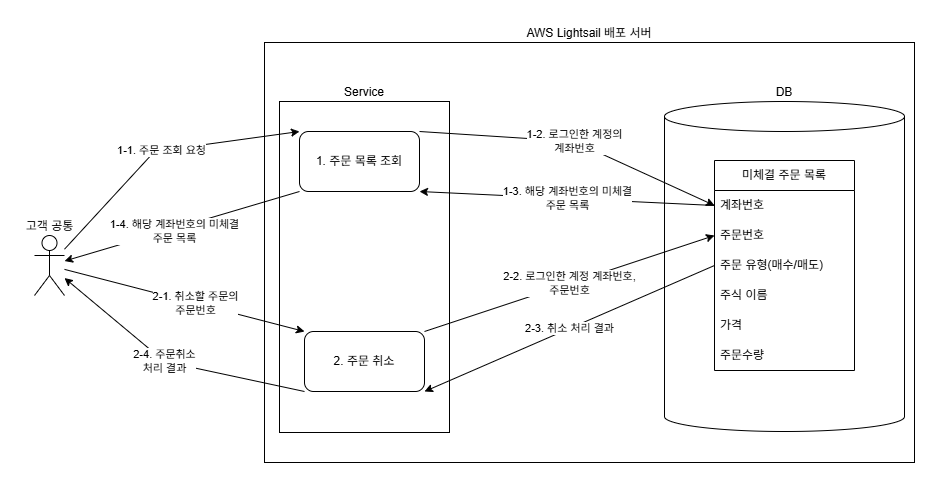 AWS Lightsail 배포 서버
Service
DB
1-1. 주문 조회 요청
1. 주문 목록 조회
1-2. 로그인한 계정의
계좌번호
1-3. 해당 계좌번호의 미체결
주문 목록
1-4. 해당 계좌번호의 미체결
주문 목록
고객 공통
미체결 주문 목록
계좌번호
주문번호
주문 유형(매수/매도)
주식 이름
가격
주문수량
2-1. 취소할 주문의
주문번호
2-2. 로그인한 계정 계좌번호,
주문번호
2. 주문 취소
2-3. 취소 처리 결과
2-4. 주문취소
처리 결과